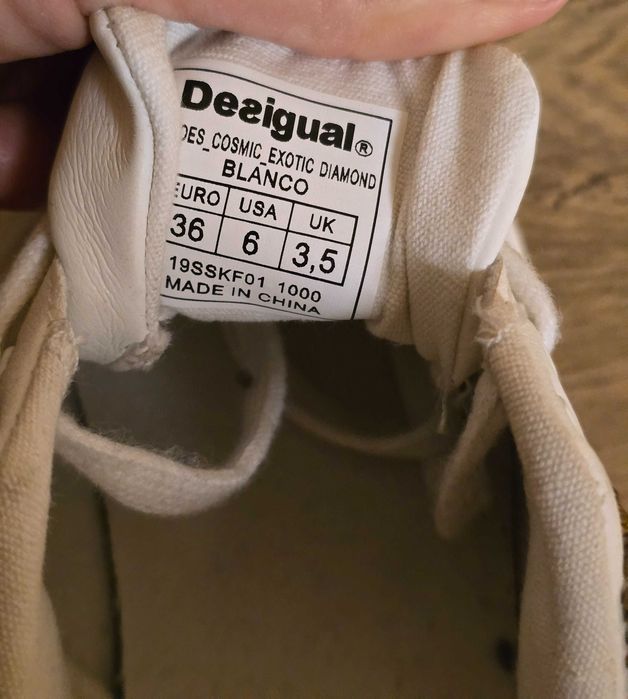 Desigual®
DES_COSMIC_EXOTIC DIAMOND
BLANCO
EURO USA UK
36 6 3,5
19SSKF01 1000
MADE IN CHINA